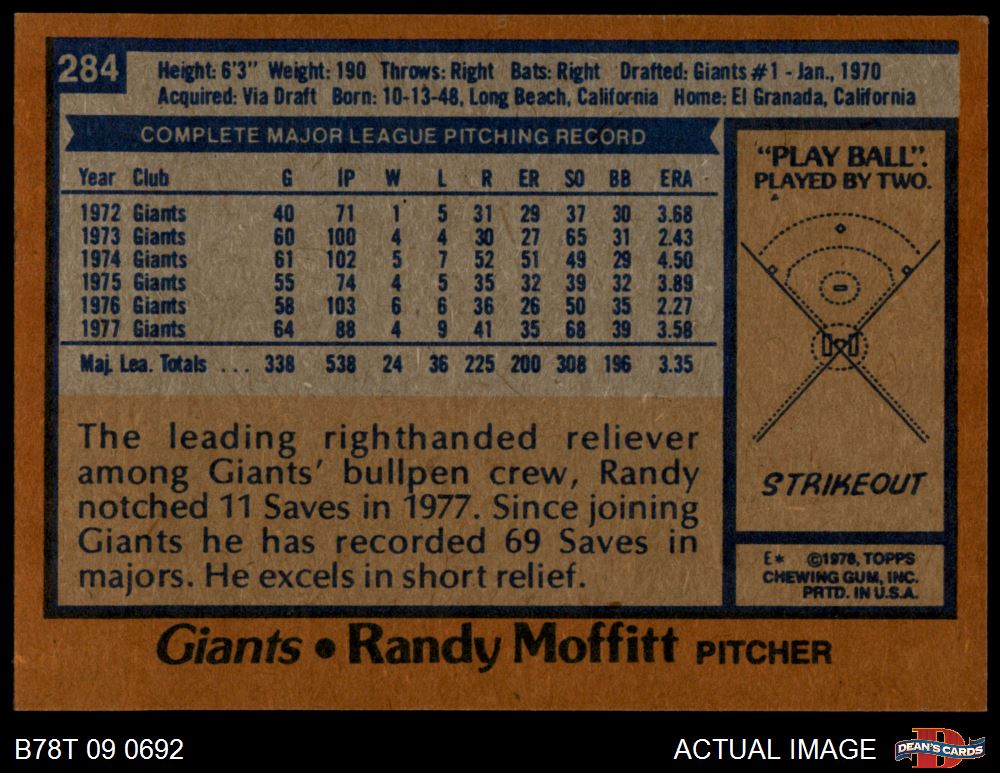 284
Height: 6'3" Weight: 190 Throws: Right Bats: Right Drafted: Giants #1 - Jan., 1970
Acquired: Via Draft Born: 10-13-48, Long Beach, California Home: El Granada, California
COMPLETE MAJOR LEAGUE PITCHING RECORD
Year Club G IP W L R ER SO BB ERA
1972 Giants 40 71 1 5 31 29 37 30 3.68
1973 Giants 60 100 4 4 30 27 65 31 2.43
1974 Giants 61 102 5 7 52 51 49 29 4.50
1975 Giants 55 74 4 5 35 32 39 32 3.89
1976 Giants 58 103 6 6 36 26 50 35 2.27
1977 Giants 64 88 4 9 41 35 68 39 3.58
Maj. Lea. Totals ... 338 538 24 36 225 200 308 196 3.35
The leading righthanded reliever
among Giants' bullpen crew, Randy
notched 11 Saves in 1977. Since joining
Giants he has recorded 69 Saves in
majors. He excels in short relief.
"PLAY BALL".
PLAYED BY TWO.
STRIKEOUT
E* ©1978, TOPPS
CHEWING GUM, INC.
PRTD. IN U.S.A.
Giants • Randy Moffitt PITCHER
B78T 09 0692
ACTUAL IMAGE
D
DEAN'S CARDS